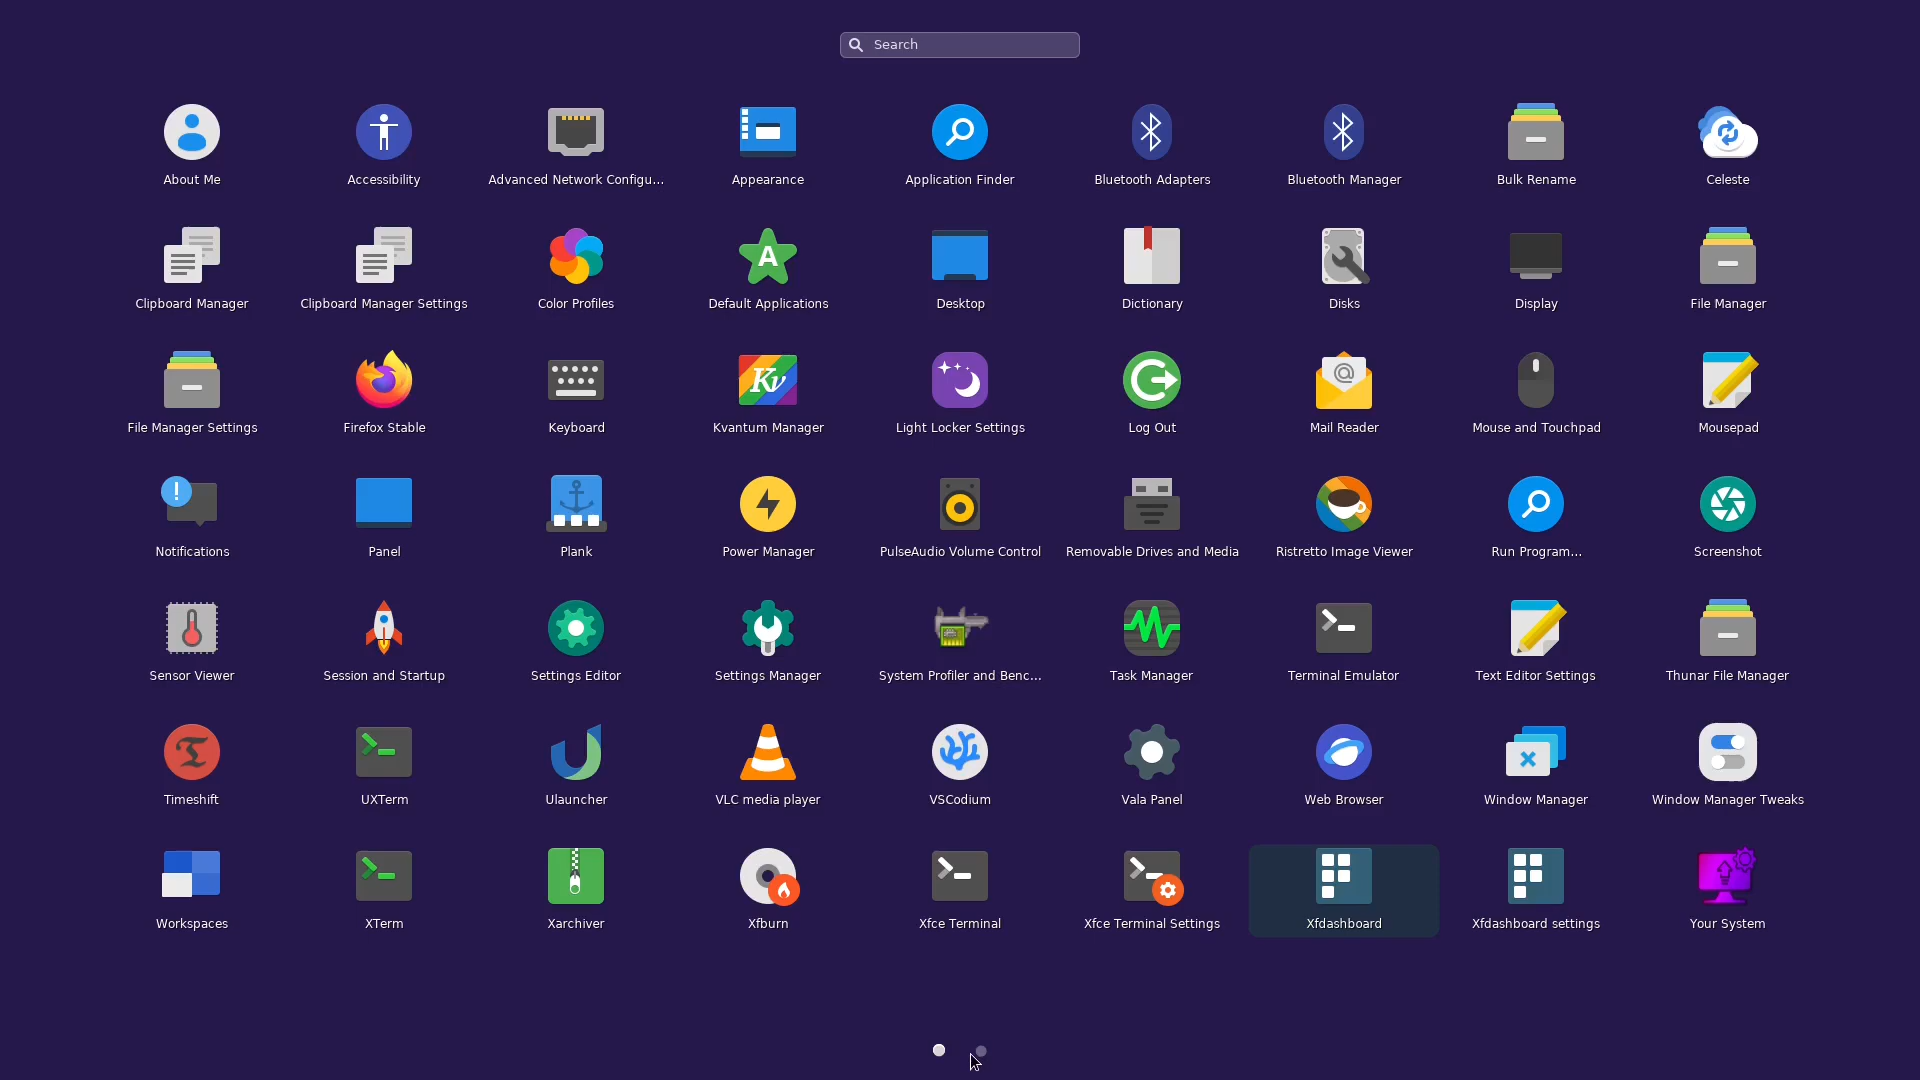 Search
About Me
Accessibility
Advanced Network Configu...
Appearance
Application Finder
Bluetooth Adapters
Bluetooth Manager
Bulk Rename
Celeste
Clipboard Manager
Clipboard Manager Settings
Color Profiles
A
Default Applications
Desktop
Dictionary
Disks
Display
File Manager
File Manager Settings
Firefox Stable
Keyboard
Kv
Kvantum Manager
Light Locker Settings
Log Out
@
Mail Reader
Mouse and Touchpad
Mousepad
!
Notifications
Panel
Plank
Power Manager
PulseAudio Volume Control
Removable Drives and Media
Ristretto Image Viewer
Run Program...
Screenshot
Sensor Viewer
Session and Startup
Settings Editor
Settings Manager
System Profiler and Benc...
Task Manager
Terminal Emulator
Text Editor Settings
Thunar File Manager
Timeshift
UXTerm
Ulauncher
VLC media player
VSCodium
Vala Panel
Web Browser
Window Manager
Window Manager Tweaks
Workspaces
XTerm
Xarchiver
Xfburn
Xfce Terminal
Xfce Terminal Settings
Xfdashboard
Xfdashboard settings
Your System